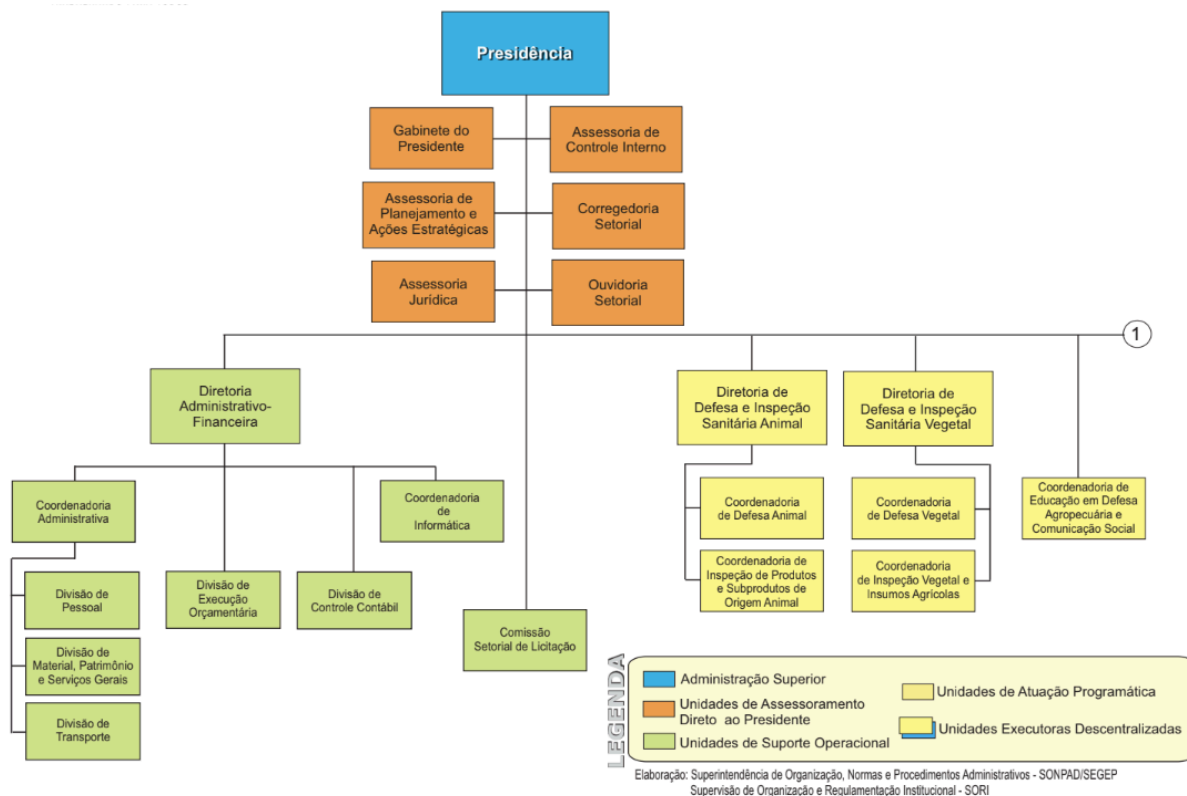 Presidência
Gabinete do
Presidente
Assessoria de
Controle Interno
Assessoria de
Planejamento e
Ações Estratégicas
Corregedoria
Setorial
Assessoria
Jurídica
Ouvidoria
Setorial
1
Diretoria
Administrativo-
Financeira
Diretoria de
Defesa e Inspeção
Sanitária Animal
Diretoria de
Defesa e Inspeção
Sanitária Vegetal
Coordenadoria
Administrativa
Coordenadoria
de
Informática
Coordenadoria
de Defesa Animal
Coordenadoria
de Defesa Vegetal
Coordenadoria de
Educação em Defesa
Agropecuária e
Comunicação Social
Divisão de
Pessoal
Divisão de
Execução
Orçamentária
Divisão de
Controle Contábil
Coordenadoria de
Inspeção de Produtos
e Subprodutos de
Origem Animal
Coordenadoria
de Inspeção Vegetal e
Insumos Agrícolas
Comissão
Setorial de Licitação
Divisão de
Material, Patrimônio
e Serviços Gerais
Divisão de
Transporte
LEGENDA
Administração Superior
Unidades de Assessoramento
Direto ao Presidente
Unidades de Suporte Operacional
Unidades de Atuação Programática
Unidades Executoras Descentralizadas
Elaboração: Superintendência de Organização, Normas e Procedimentos Administrativos - SONPAD/SEGEP
Supervisão de Organização e Regulamentação Institucional - SORI